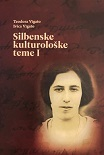 Teodora Vigato
Ivica Vigato
Silbenske
kulturološke
teme I